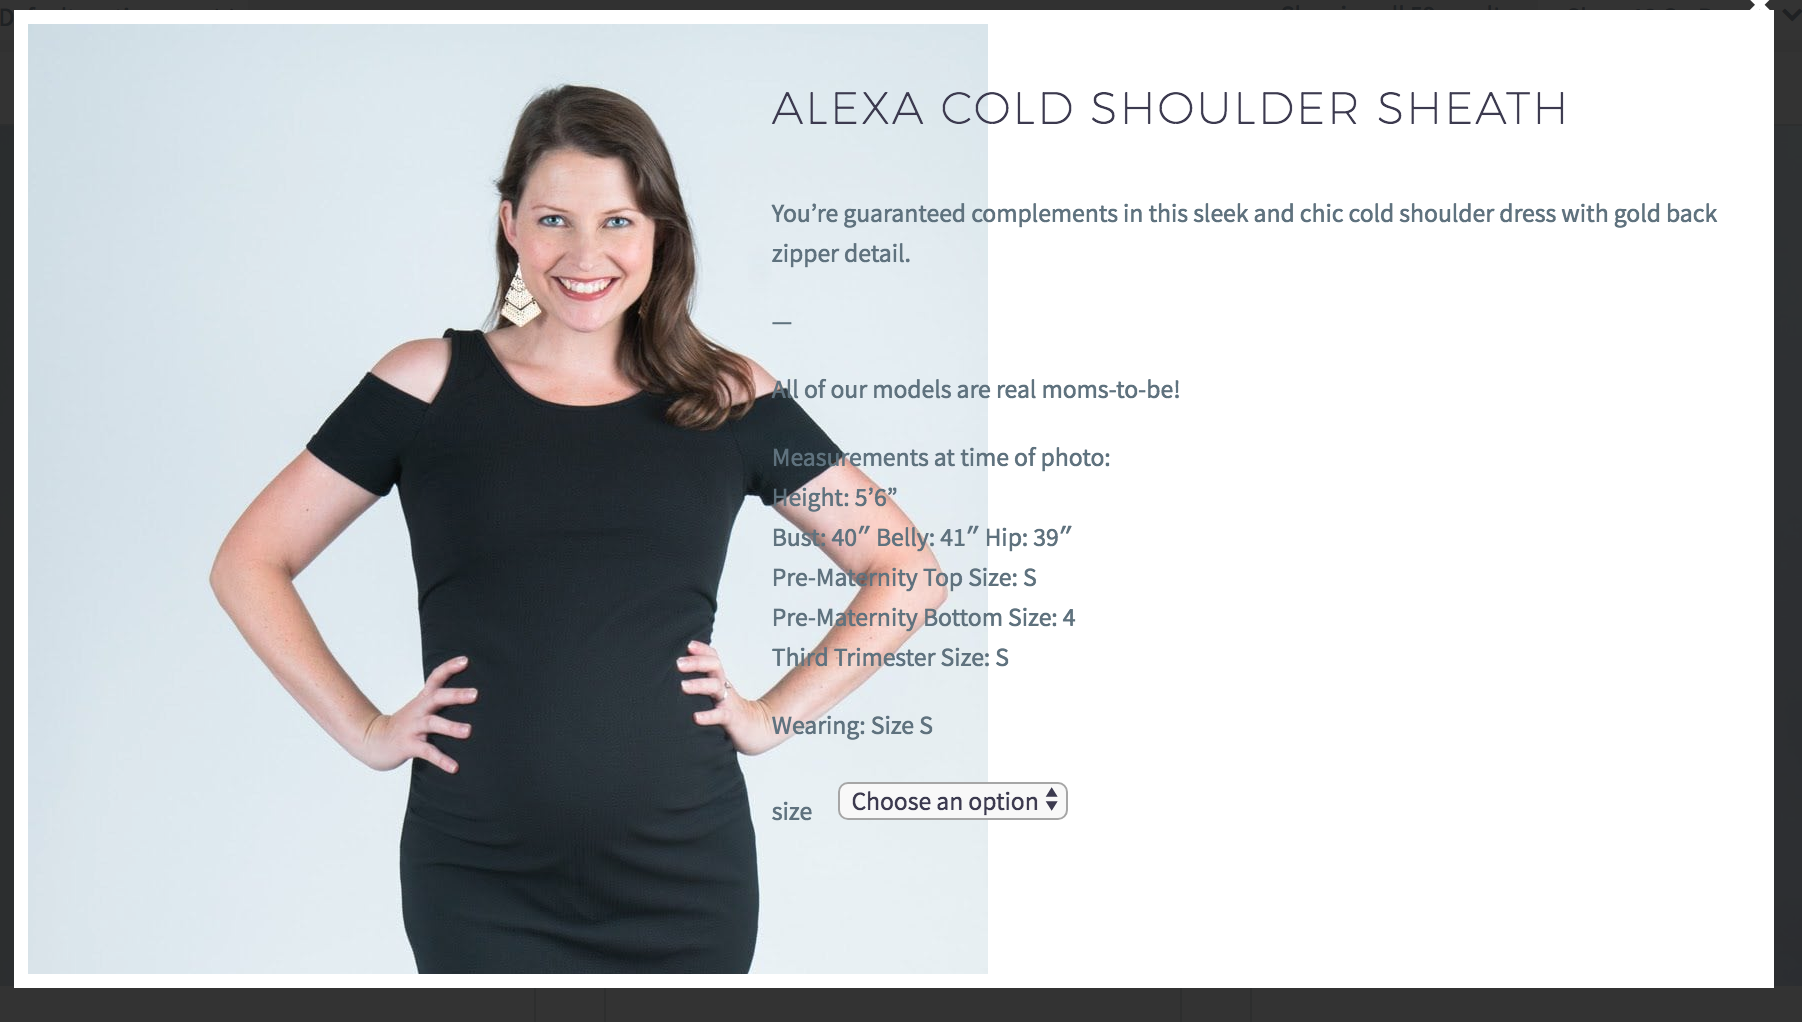 ALEXA COLD SHOULDER SHEATH
You’re guaranteed complements in this sleek and chic cold shoulder dress with gold back
zipper detail.
—
All of our models are real moms-to-be!
Measurements at time of photo:
Height: 5’6”
Bust: 40″ Belly: 41″ Hip: 39″
Pre-Maternity Top Size: S
Pre-Maternity Bottom Size: 4
Third Trimester Size: S
Wearing: Size S
size Choose an option